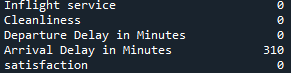 Inflight service 0
Cleanliness 0
Departure Delay in Minutes 0
Arrival Delay in Minutes 310
satisfaction 0